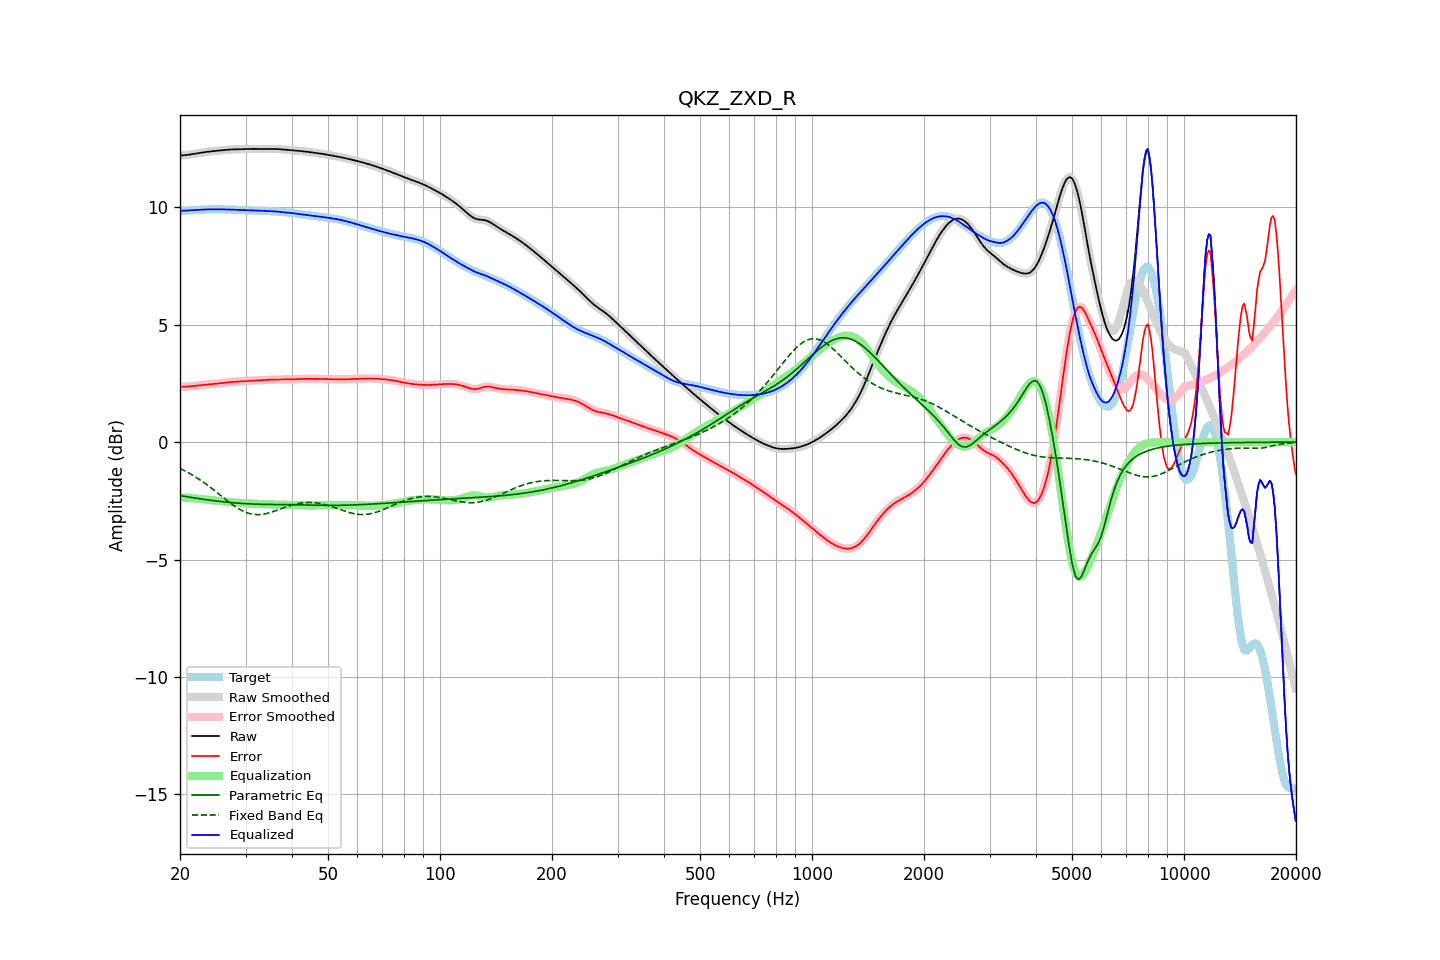 QKZ_ZXD_R
Amplitude (dBr)
10
5
0
−5
−10
−15
Target
Raw Smoothed
Error Smoothed
Raw
Error
Equalization
Parametric Eq
Fixed Band Eq
Equalized
20
50
100
200
500
1000
2000
5000
10000
20000
Frequency (Hz)